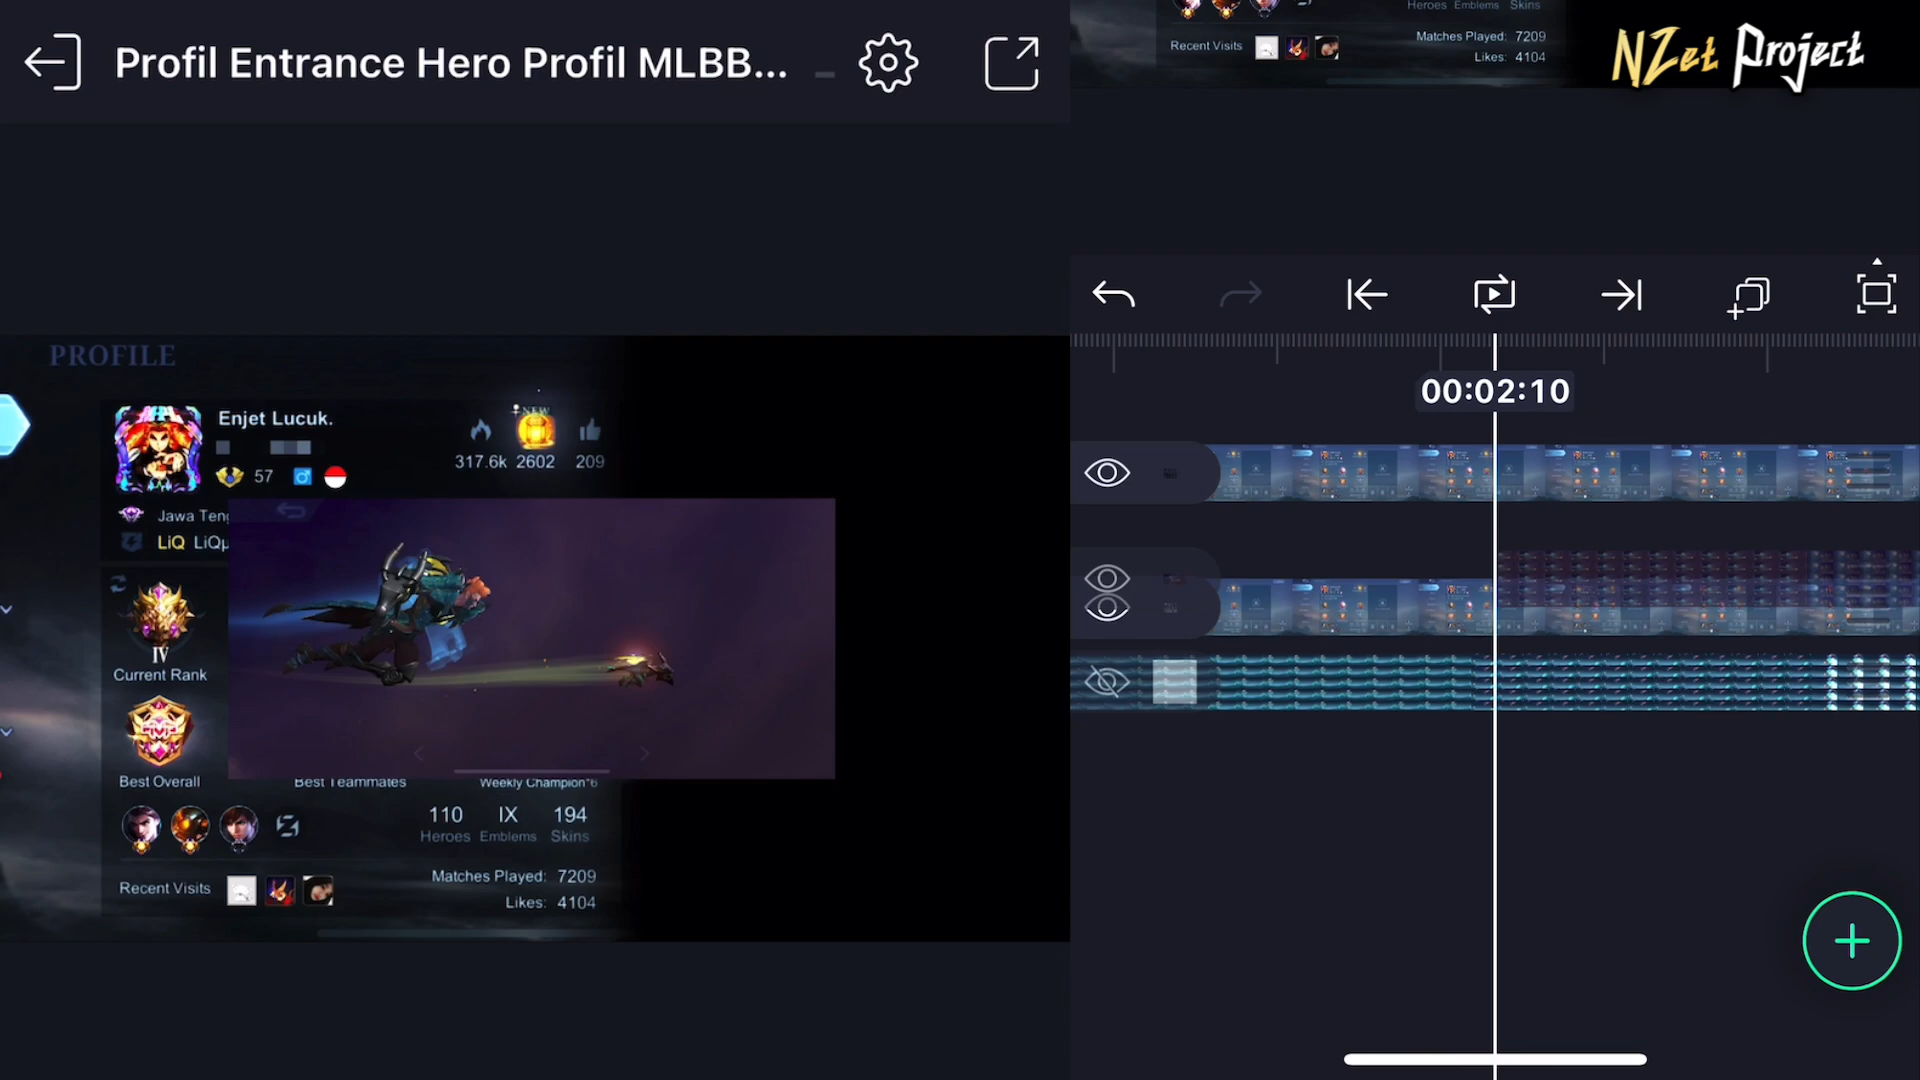 Profil Entrance Hero Profil MLBB...
PROFILE
Enjet Lucuk.
NEW
317.6k 2602 209
57
Jawa Ten
LiQ LiQ
IV
Current Rank
Best Overall
Best Teammates
Weekly Champion*6
110 IX 194
Heroes Emblems Skins
Recent Visits
Matches Played: 7209
Likes: 4104
Heroes Emblems Skins
Recent Visits
Matches Played: 7209
Likes: 4104
NZet Project
00:02:10